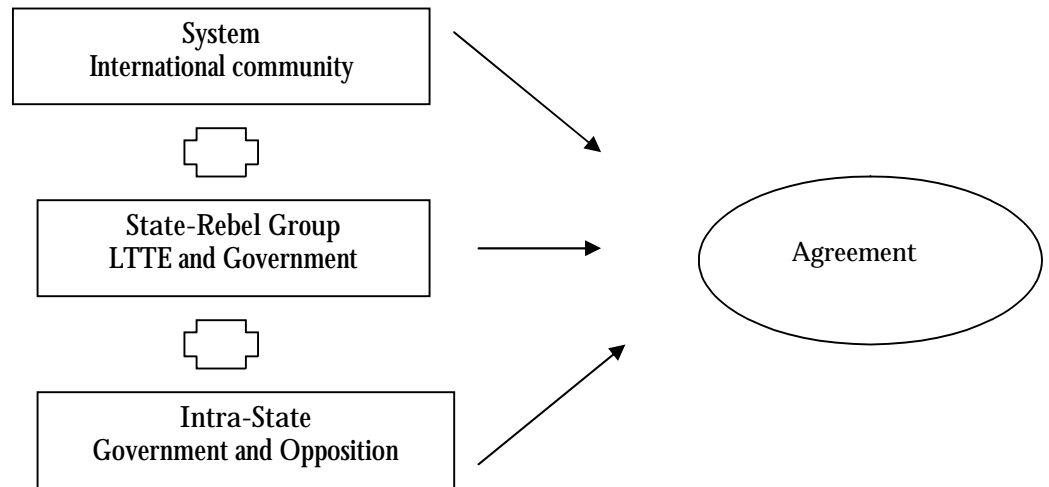 System
International community
State-Rebel Group
LTTE and Government
Agreement
Intra-State
Government and Opposition